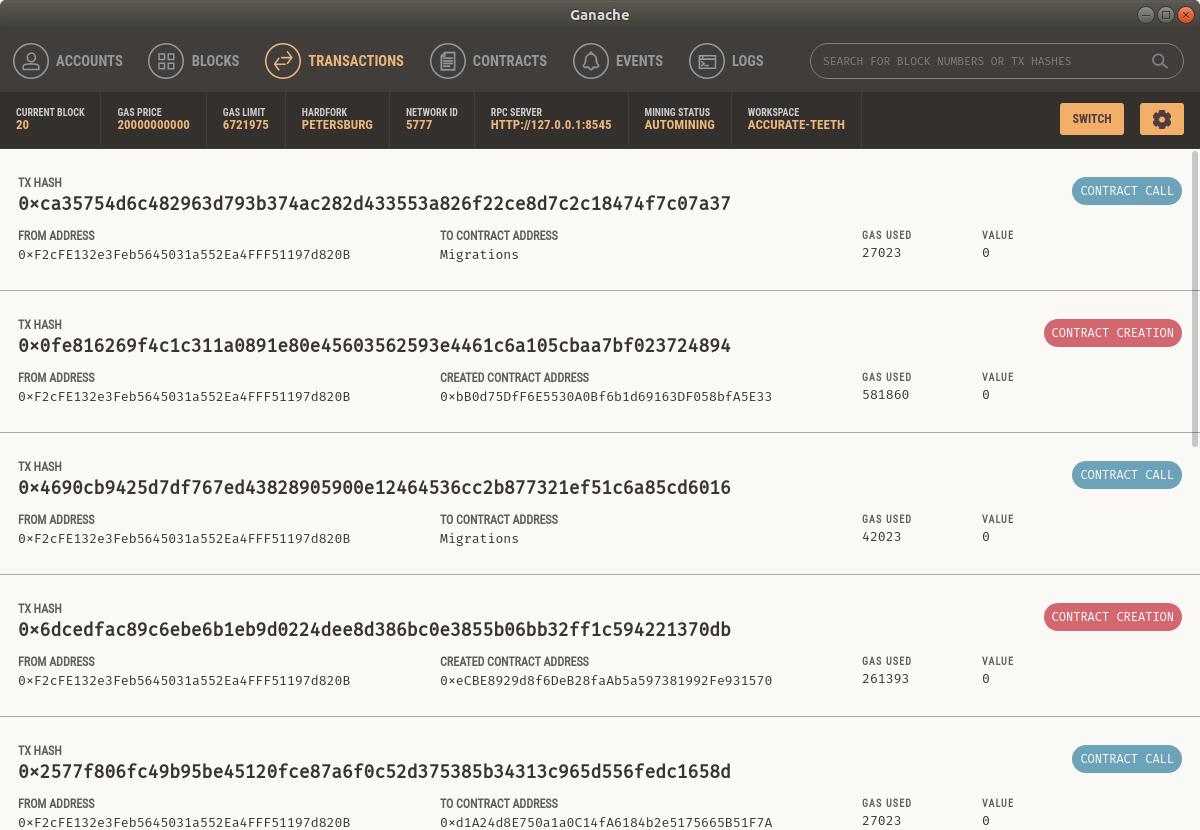 Ganache
ACCOUNTS BLOCKS TRANSACTIONS CONTRACTS EVENTS LOGS SEARCH FOR BLOCK NUMBERS OR TX HASHES
CURRENT BLOCK GAS PRICE GAS LIMIT HARDFORK NETWORK ID RPC SERVER MINING STATUS WORKSPACE
20 20000000000 6721975 PETERSBURG 5777 HTTP://127.0.0.1:8545 AUTOMINING ACCURATE-TEETH
SWITCH
TX HASH
0×ca35754d6c482963d793b374ac282d433553a826f22ce8d7c2c18474f7c07a37
CONTRACT CALL
FROM ADDRESS TO CONTRACT ADDRESS GAS USED VALUE
0×F2cFE132e3Feb5645031a552Ea4FFF51197d820B Migrations 27023 0
TX HASH
0×0fe816269f4c1c311a0891e80e45603562593e4461c6a105cbaa7bf023724894
CONTRACT CREATION
FROM ADDRESS CREATED CONTRACT ADDRESS GAS USED VALUE
0×F2cFE132e3Feb5645031a552Ea4FFF51197d820B 0×bB0d75DfF6E5530A0Bf6b1d69163DF058bfA5E33 581860 0
TX HASH
0×4690cb9425d7df767ed43828905900e12464536cc2b877321ef51c6a85cd6016
CONTRACT CALL
FROM ADDRESS TO CONTRACT ADDRESS GAS USED VALUE
0×F2cFE132e3Feb5645031a552Ea4FFF51197d820B Migrations 42023 0
TX HASH
0×6dcedfac89c6ebe6b1eb9d0224dee8d386bc0e3855b06bb32ff1c594221370db
CONTRACT CREATION
FROM ADDRESS CREATED CONTRACT ADDRESS GAS USED VALUE
0×F2cFE132e3Feb5645031a552Ea4FFF51197d820B 0×eCBE8929d8f6DeB28faAb5a597381992Fe931570 261393 0
TX HASH
0×2577f806fc49b95be45120fce87a6f0c52d375385b34313c965d556fedc1658d
CONTRACT CALL
FROM ADDRESS TO CONTRACT ADDRESS GAS USED VALUE
0×F2cFE132e3Feb5645031a552Ea4FFF51197d820B 0×d1A24d8E750a1a0C14fA6184b2e5175665B51F7A 27023 0